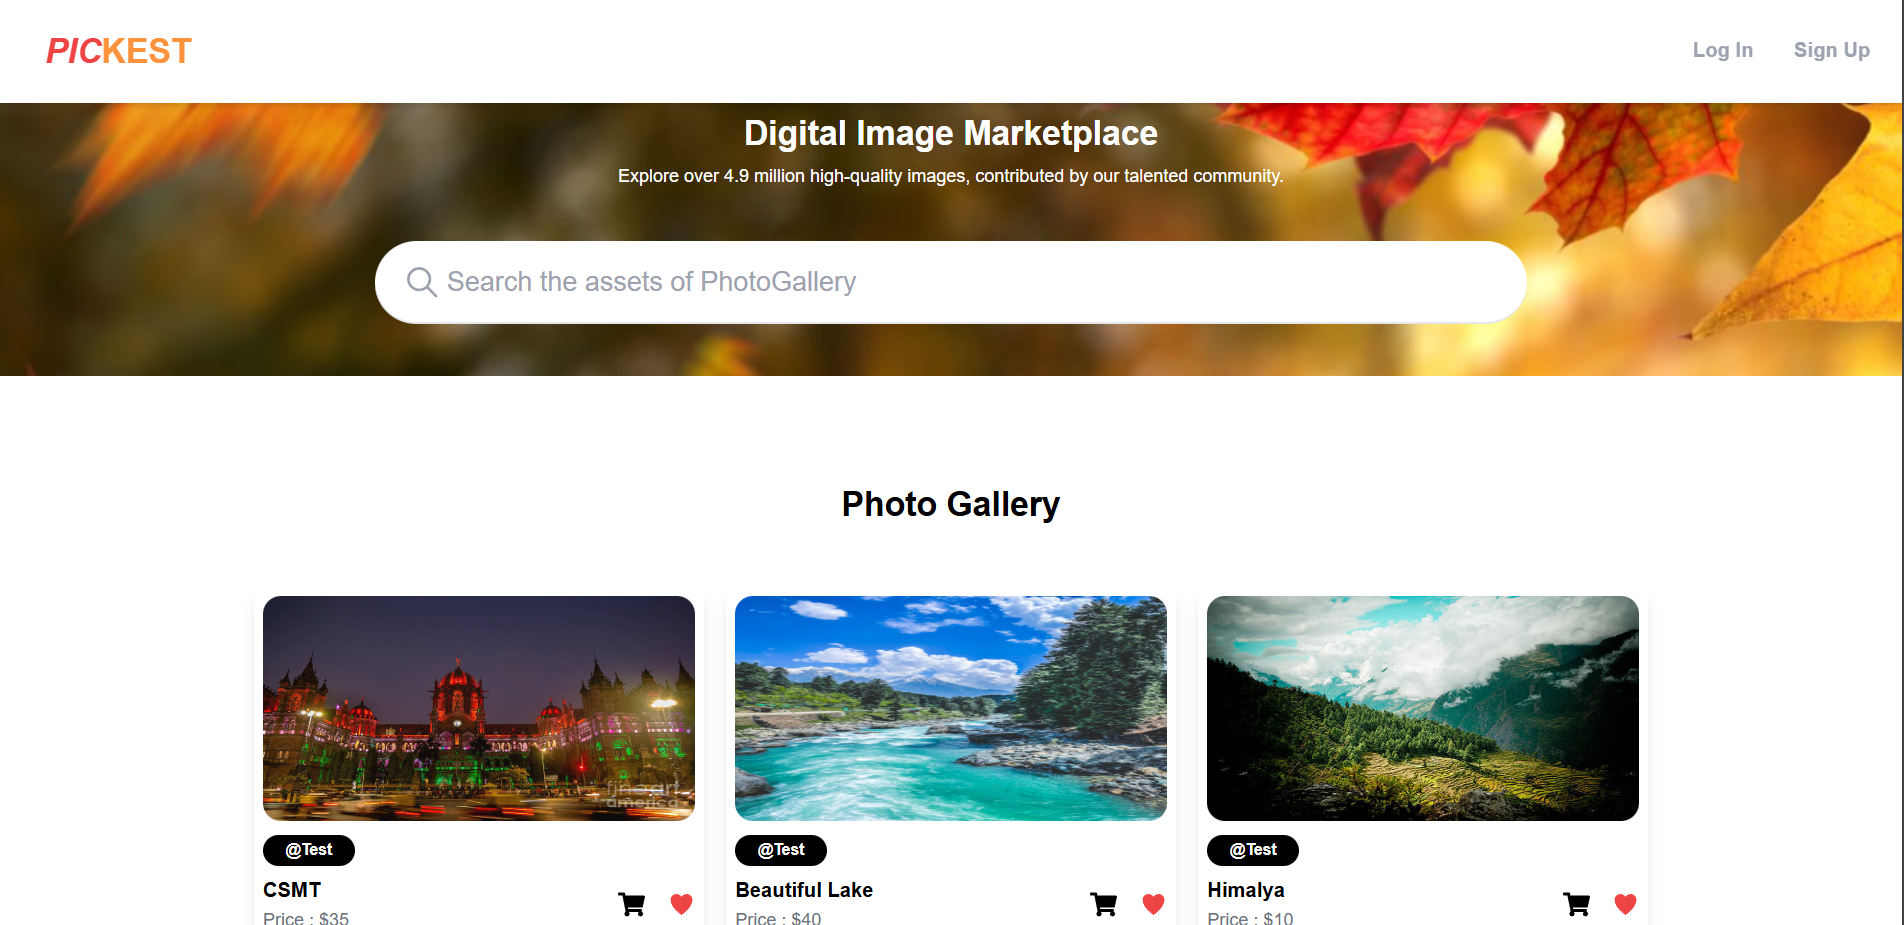 PICKEST
Log In
Sign Up
Digital Image Marketplace
Explore over 4.9 million high-quality images, contributed by our talented community.
Search the assets of PhotoGallery
Photo Gallery
fine art
america
@Test
CSMT
Price : $35
@Test
Beautiful Lake
Price : $40
@Test
Himalya
Price : $10